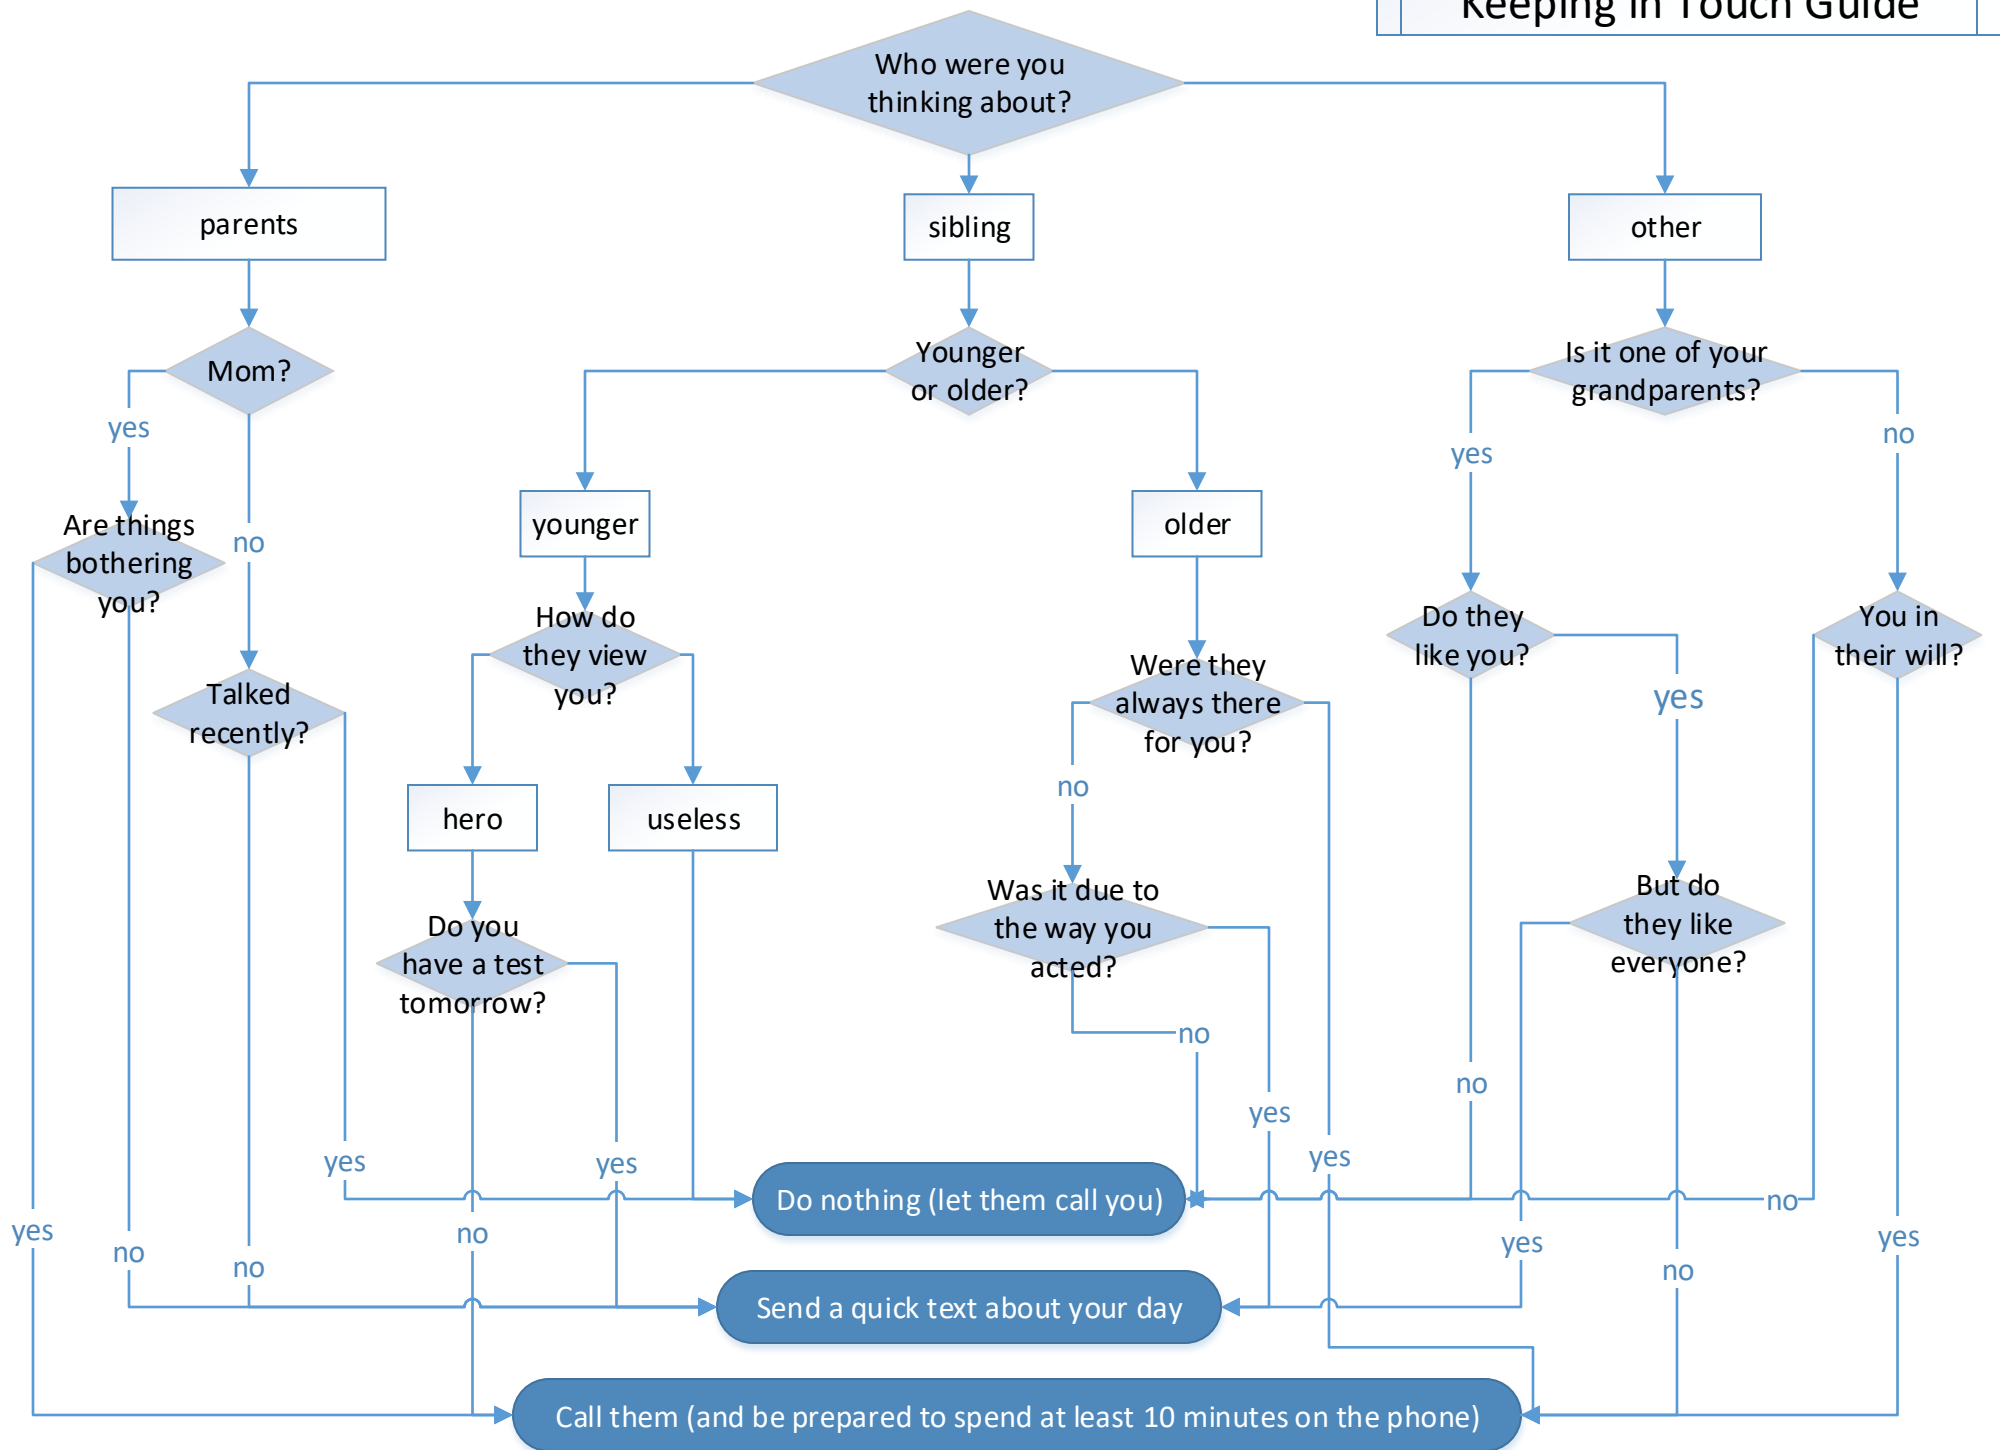 Keeping in Touch Guide
Who were you
thinking about?
parents
sibling
other
Mom?
Younger
or older?
Is it one of your
grandparents?
yes
no
yes
no
Are things
bothering
you?
younger
older
How do
they view
you?
Do they
like you?
You in
their will?
Talked
recently?
Were they
always there
for you?
yes
no
hero
useless
Was it due to
the way you
acted?
But do
they like
everyone?
Do you
have a test
tomorrow?
no
no
yes
yes
yes
yes
Do nothing (let them call you)
no
yes
no
no
no
yes
no
yes
Send a quick text about your day
Call them (and be prepared to spend at least 10 minutes on the phone)